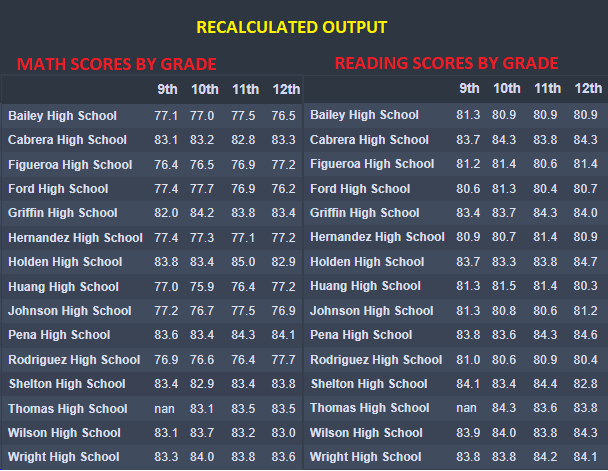 RECALCULATED OUTPUT
MATH SCORES BY GRADE
9th 10th 11th 12th
Bailey High School 77.1 77.0 77.5 76.5
Cabrera High School 83.1 83.2 82.8 83.3
Figueroa High School 76.4 76.5 76.9 77.2
Ford High School 77.4 77.7 76.9 76.2
Griffin High School 82.0 84.2 83.8 83.4
Hernandez High School 77.4 77.3 77.1 77.2
Holden High School 83.8 83.4 85.0 82.9
Huang High School 77.0 75.9 76.4 77.2
Johnson High School 77.2 76.7 77.5 76.9
Pena High School 83.6 83.4 84.3 84.1
Rodriguez High School 76.9 76.6 76.4 77.7
Shelton High School 83.4 82.9 83.4 83.8
Thomas High School nan 83.1 83.5 83.5
Wilson High School 83.1 83.7 83.2 83.0
Wright High School 83.3 84.0 83.8 83.6
READING SCORES BY GRADE
9th 10th 11th 12th
Bailey High School 81.3 80.9 80.9 80.9
Cabrera High School 83.7 84.3 83.8 84.3
Figueroa High School 81.2 81.4 80.6 81.4
Ford High School 80.6 81.3 80.4 80.7
Griffin High School 83.4 83.7 84.3 84.0
Hernandez High School 80.9 80.7 81.4 80.9
Holden High School 83.7 83.3 83.8 84.7
Huang High School 81.3 81.5 81.4 80.3
Johnson High School 81.3 80.8 80.6 81.2
Pena High School 83.8 83.6 84.3 84.6
Rodriguez High School 81.0 80.6 80.9 80.4
Shelton High School 84.1 83.4 84.4 82.8
Thomas High School nan 84.3 83.6 83.8
Wilson High School 83.9 84.0 83.8 84.3
Wright High School 83.8 83.8 84.2 84.1